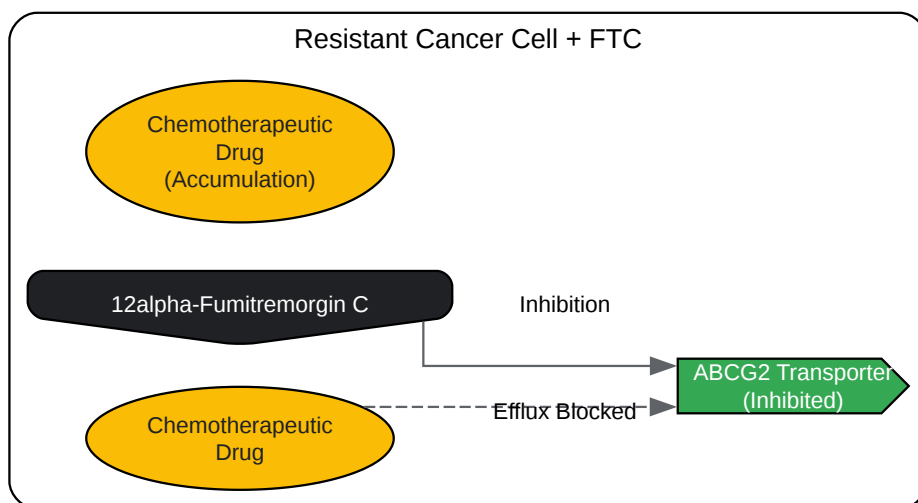 Resistant Cancer Cell + FTC
Chemotherapeutic
Drug
(Accumulation)
12alpha-Fumitremorgin C
Inhibition
ABCG2 Transporter
(Inhibited)
Efflux Blocked
Chemotherapeutic
Drug